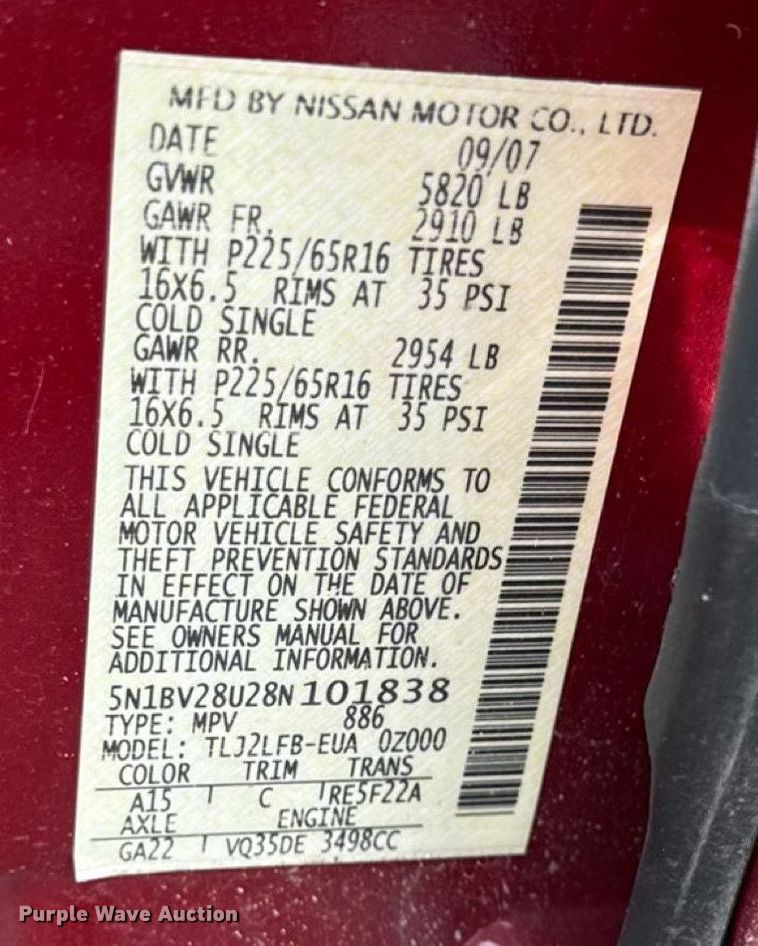 MFD BY NISSAN MOTOR CO., LTD.
DATE 09/07
GVWR 5820 LB
GAWR FR. 2910 LB
WITH P225/65R16 TIRES
16X6.5 RIMS AT 35 PSI
COLD SINGLE
GAWR RR. 2954 LB
WITH P225/65R16 TIRES
16X6.5 RIMS AT 35 PSI
COLD SINGLE
THIS VEHICLE CONFORMS TO
ALL APPLICABLE FEDERAL
MOTOR VEHICLE SAFETY AND
THEFT PREVENTION STANDARDS
IN EFFECT ON THE DATE OF
MANUFACTURE SHOWN ABOVE.
SEE OWNERS MANUAL FOR
ADDITIONAL INFORMATION.
5N1BV28U28N101838
TYPE: MPV 886
MODEL: TLJ2LFB-EUA 0Z000
COLOR TRIM TRANS
A15 C RE5F22A
AXLE ENGINE
GA22 VQ35DE 3498CC
Purple Wave Auction